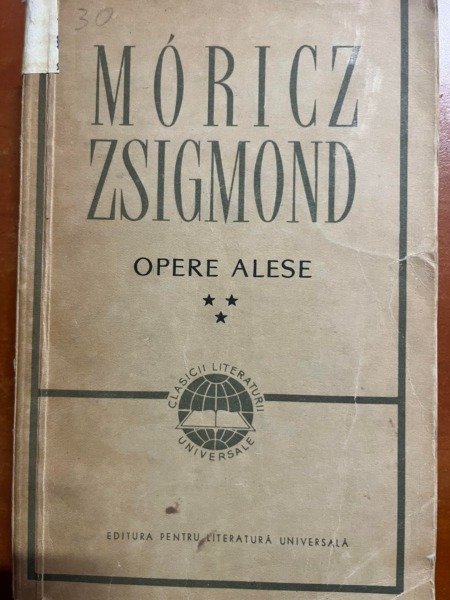 30
MÓRICZ
ZSIGMOND
OPERE ALESE
CLASICII LITERATURII
UNIVERSALE
EDITURA PENTRU LITERATURĂ UNIVERSALĂ